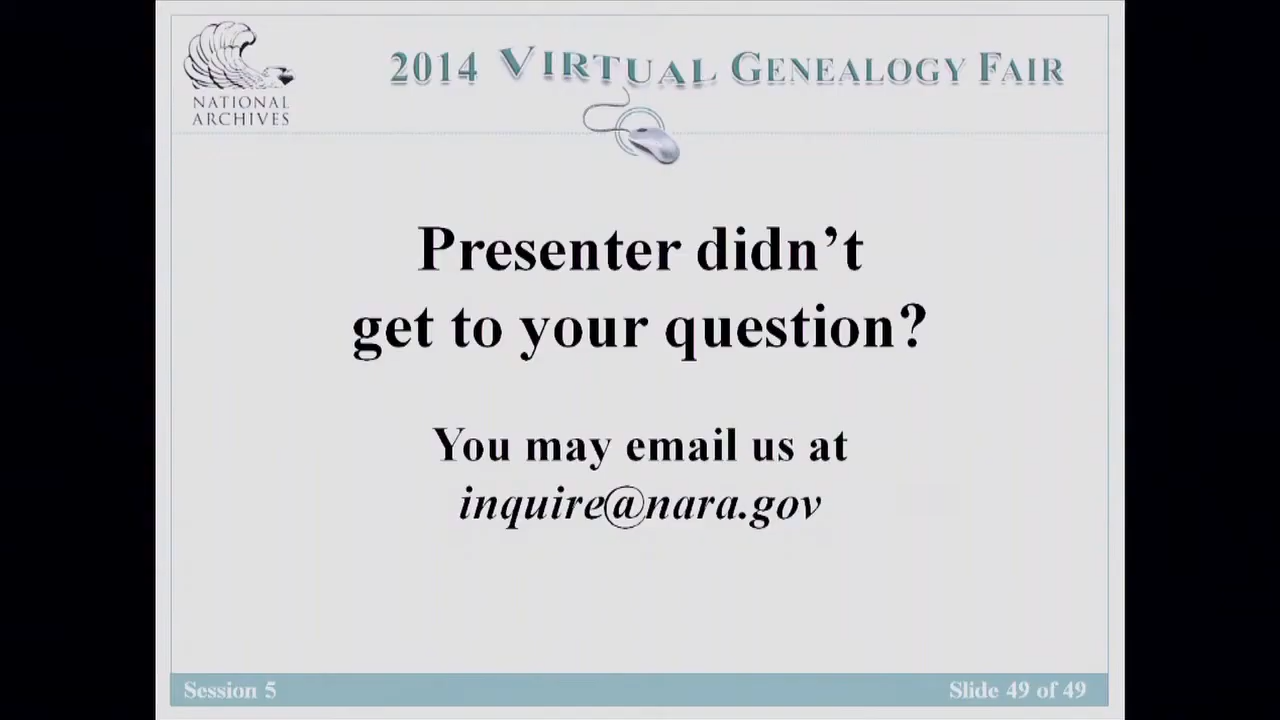 NATIONAL
ARCHIVES
2014 VIRTUAL GENEALOGY FAIR
Presenter didn’t
get to your question?
You may email us at
inquire@nara.gov
Session 5
Slide 49 of 49